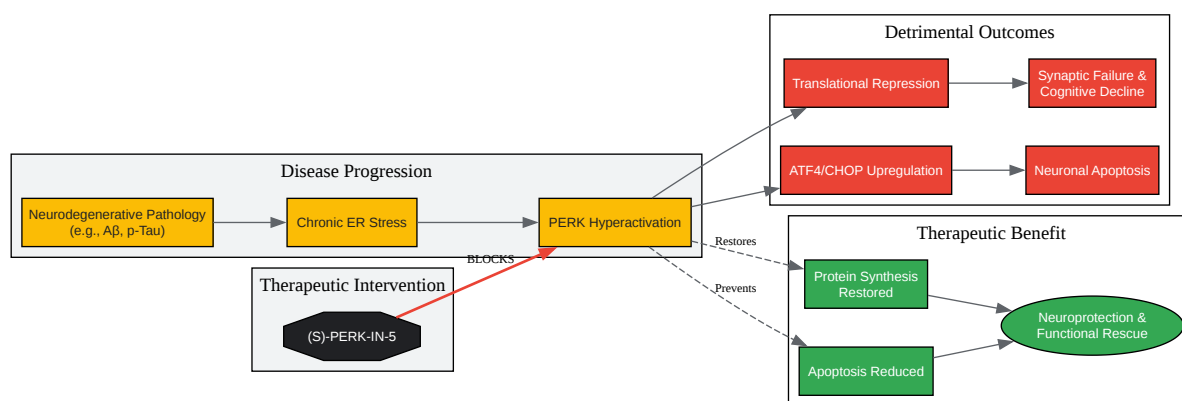 Disease Progression
Neurodegenerative Pathology
(e.g., Aβ, p-Tau)
Chronic ER Stress
PERK Hyperactivation
Therapeutic Intervention
(S)-PERK-IN-5
BLOCKS
Detrimental Outcomes
Translational Repression
Synaptic Failure &
Cognitive Decline
ATF4/CHOP Upregulation
Neuronal Apoptosis
Therapeutic Benefit
Restores
Protein Synthesis
Restored
Prevents
Apoptosis Reduced
Neuroprotection &
Functional Rescue